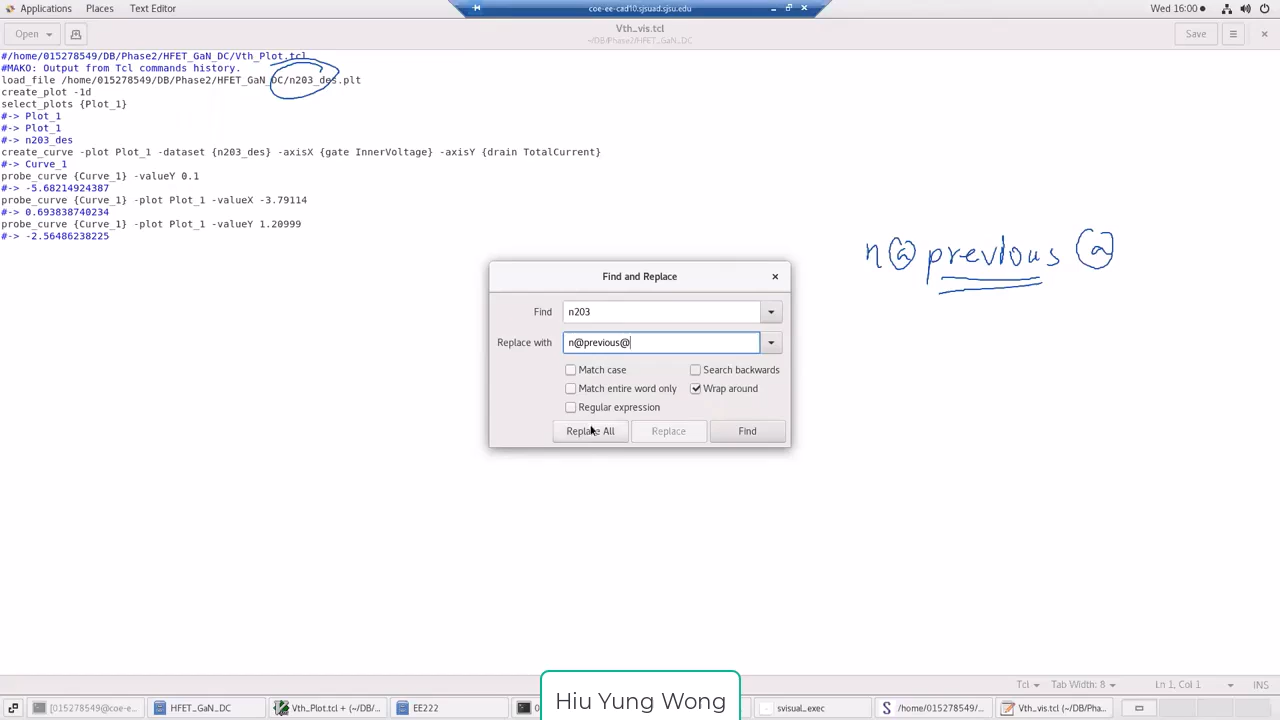 Applications Places Text Editor
coe-ee-cad10.sjsuad.sjsu.edu
Wed 16:00
Open
Vth_vis.tcl
~/DB/Phase2/HFET_GaN_DC
Save
#/home/015278549/DB/Phase2/HFET_GaN_DC/Vth_Plot.tcl
#MAKO: Output from Tcl commands history.
load_file /home/015278549/DB/Phase2/HFET_GaN_DC/n203_des.plt
create_plot -1d
select_plots {Plot_1}
#-> Plot_1
#-> Plot_1
#-> n203_des
create_curve -plot Plot_1 -dataset {n203_des} -axisX {gate InnerVoltage} -axisY {drain TotalCurrent}
#-> Curve_1
probe_curve {Curve_1} -valueY 0.1
#-> -5.68214924387
probe_curve {Curve_1} -plot Plot_1 -valueX -3.79114
#-> 0.693838740234
probe_curve {Curve_1} -plot Plot_1 -valueY 1.20999
#-> -2.56486238225
n@previous@
Find and Replace
Find n203
Replace with n@previous@
Match case Search backwards
Match entire word only Wrap around
Regular expression
Replace All Replace Find
Tcl Tab Width: 8 Ln 1, Col 1 INS
Hiu Yung Wong
[015278549@coe-e... HFET_GaN_DC Vth_Plot.tcl + (~/DB/... EE222 svisual_exec /home/015278549/... Vth_vis.tcl (~/DB/Pha...